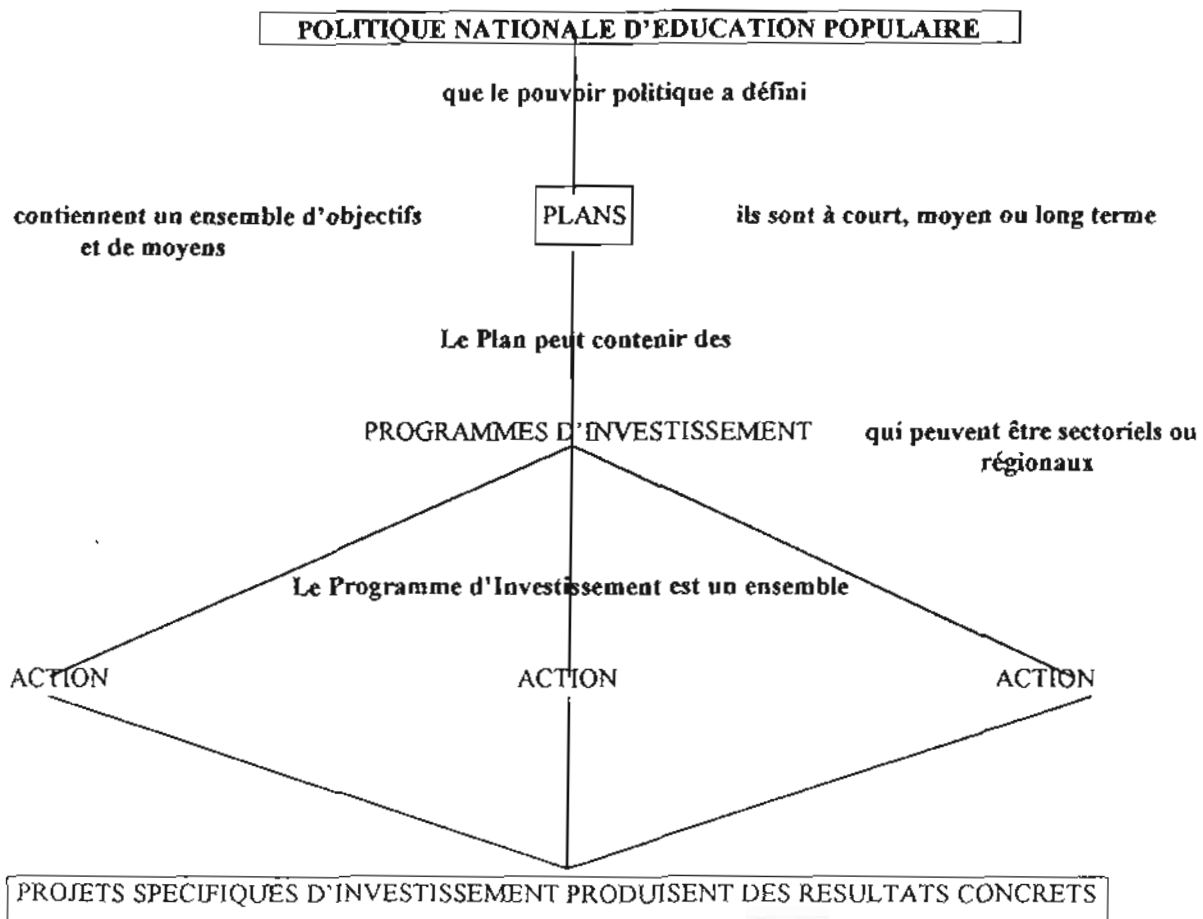 POLITIQUE NATIONALE D'EDUCATION POPULAIRE
que le pouvoir politique a défini
contiennent un ensemble d'objectifs
et de moyens
PLANS
ils sont à court, moyen ou long terme
Le Plan peut contenir des
PROGRAMMES D'INVESTISSEMENT
qui peuvent être sectoriels ou
régionaux
Le Programme d'Investissement est un ensemble
ACTION
ACTION
ACTION
PROJETS SPECIFIQUES D'INVESTISSEMENT PRODUISENT DES RESULTATS CONCRETS